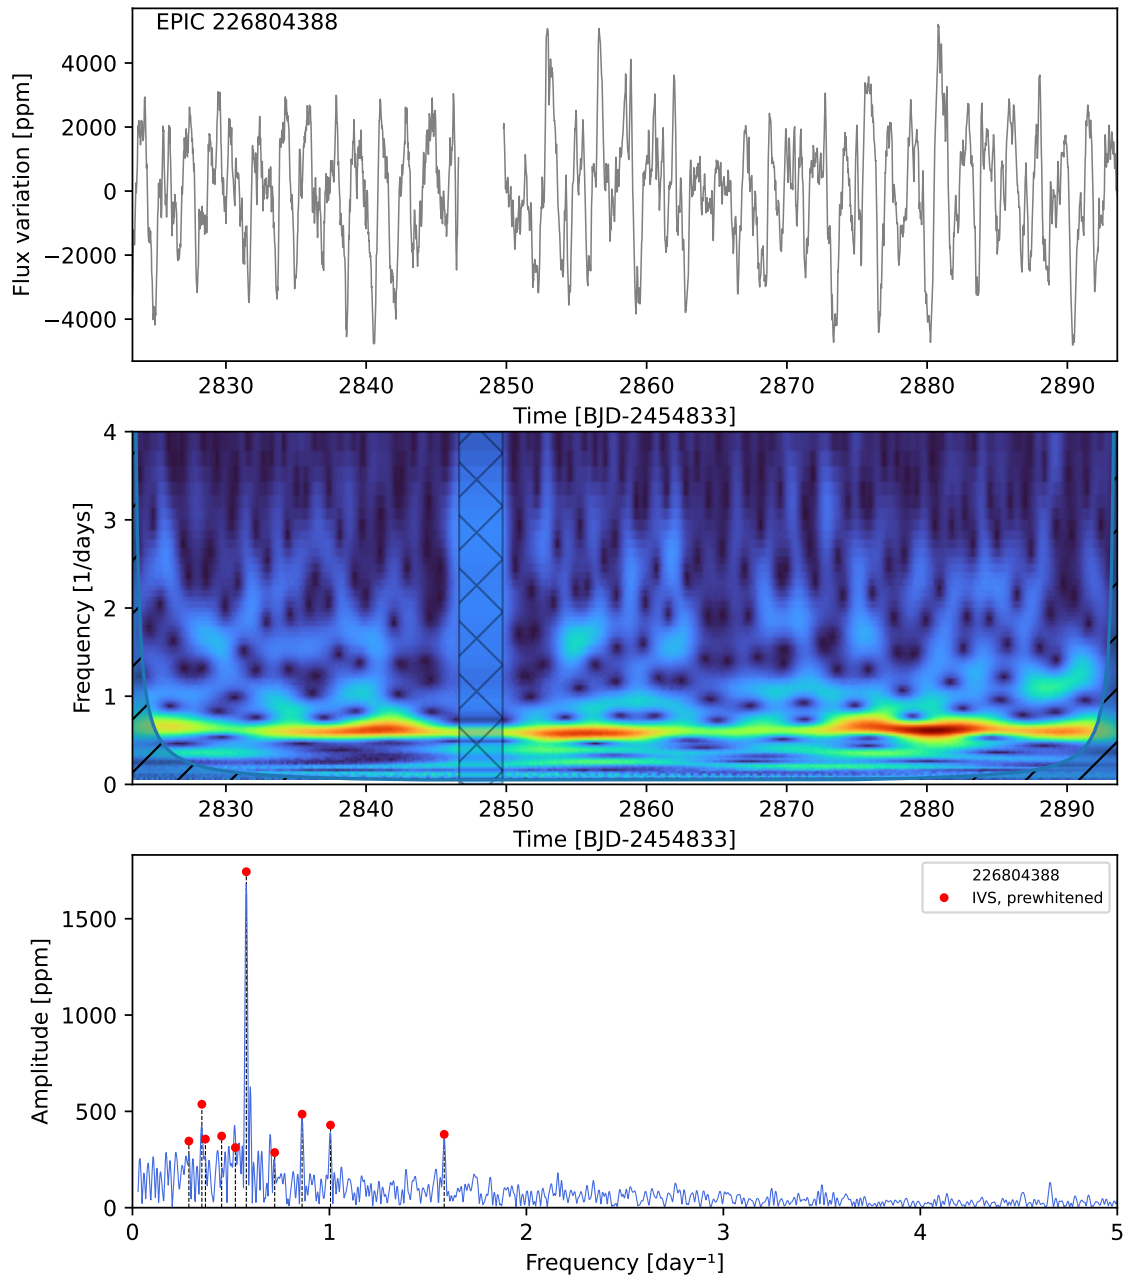 EPIC 226804388
Flux variation [ppm]
4000
2000
0
−2000
−4000
2830 2840 2850 2860 2870 2880 2890
Time [BJD-2454833]
Frequency [1/days]
4
3
2
1
0
2830 2840 2850 2860 2870 2880 2890
Time [BJD-2454833]
226804388
IVS, prewhitened
Amplitude [ppm]
1500
1000
500
0
0 1 2 3 4 5
Frequency [day⁻¹]